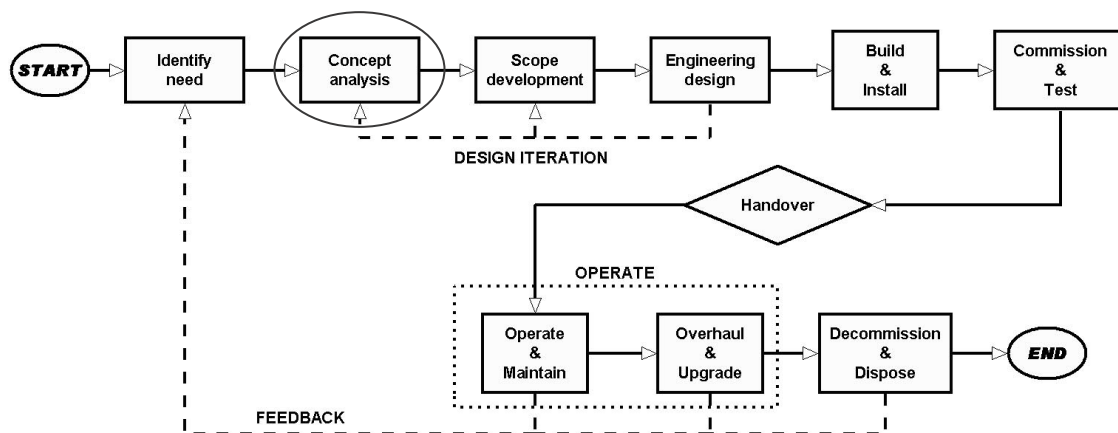 START
Identify
need
Concept
analysis
Scope
development
Engineering
design
Build
&
Install
Commission
&
Test
DESIGN ITERATION
Handover
OPERATE
Operate
&
Maintain
Overhaul
&
Upgrade
Decommission
&
Dispose
END
FEEDBACK